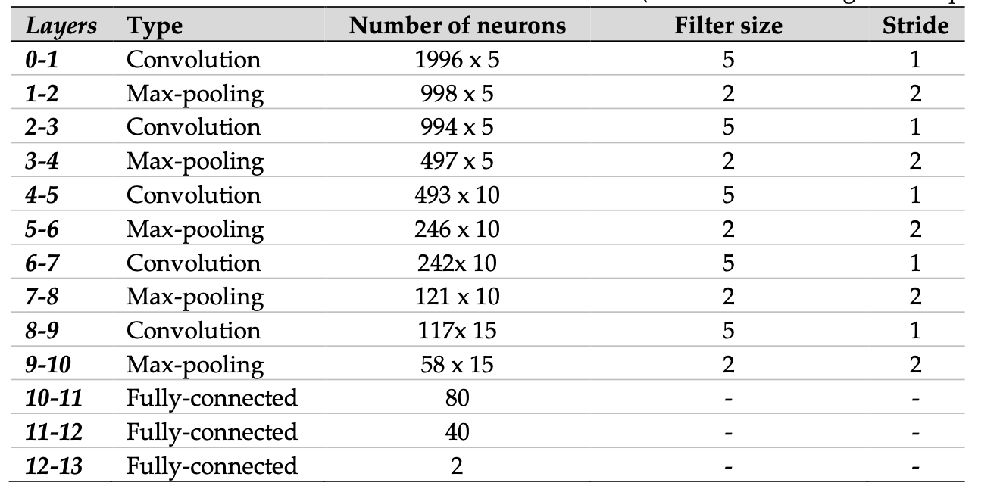 Layers Type Number of neurons Filter size Stride
0-1 Convolution 1996 x 5 5 1
1-2 Max-pooling 998 x 5 2 2
2-3 Convolution 994 x 5 5 1
3-4 Max-pooling 497 x 5 2 2
4-5 Convolution 493 x 10 5 1
5-6 Max-pooling 246 x 10 2 2
6-7 Convolution 242x 10 5 1
7-8 Max-pooling 121 x 10 2 2
8-9 Convolution 117x 15 5 1
9-10 Max-pooling 58 x 15 2 2
10-11 Fully-connected 80 - -
11-12 Fully-connected 40 - -
12-13 Fully-connected 2 - -